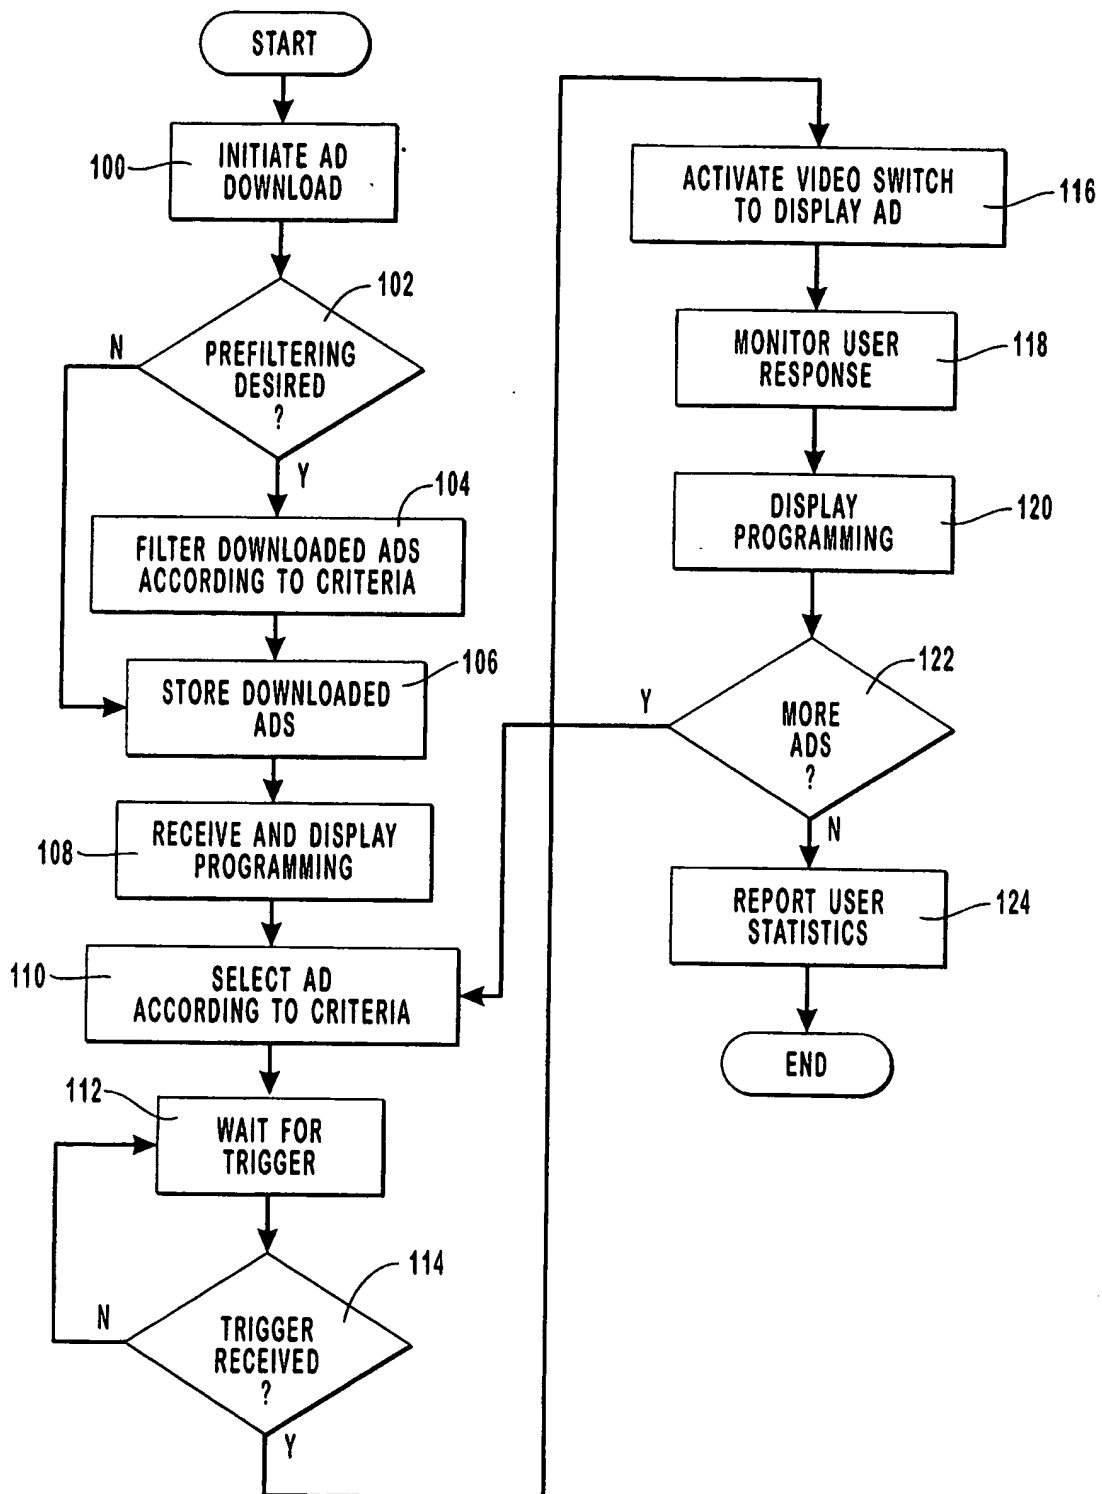 START
INITIATE AD
DOWNLOAD
100
102
PREFILTERING
DESIRED
?
N
Y
104
FILTER DOWNLOADED ADS
ACCORDING TO CRITERIA
106
STORE DOWNLOADED
ADS
108
RECEIVE AND DISPLAY
PROGRAMMING
110
SELECT AD
ACCORDING TO CRITERIA
112
WAIT FOR
TRIGGER
114
TRIGGER
RECEIVED
?
N
Y
ACTIVATE VIDEO SWITCH
TO DISPLAY AD
116
MONITOR USER
RESPONSE
118
DISPLAY
PROGRAMMING
120
122
MORE
ADS
?
Y
N
REPORT USER
STATISTICS
124
END